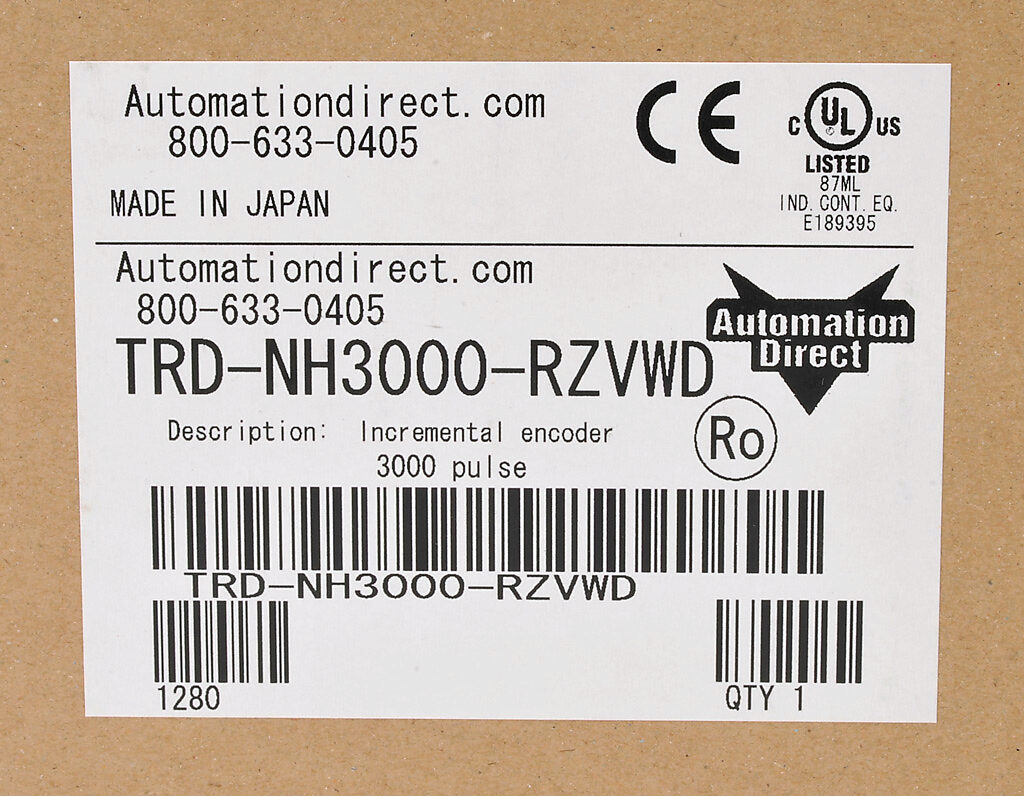 Automationdirect.com
800-633-0405
MADE IN JAPAN
CE
C UL US
LISTED
87ML
IND. CONT. EQ.
E189395
Automationdirect.com
800-633-0405
TRD-NH3000-RZVWD
Automation
Direct
Description: Incremental encoder
3000 pulse
Ro
TRD-NH3000-RZVWD
1280
QTY 1